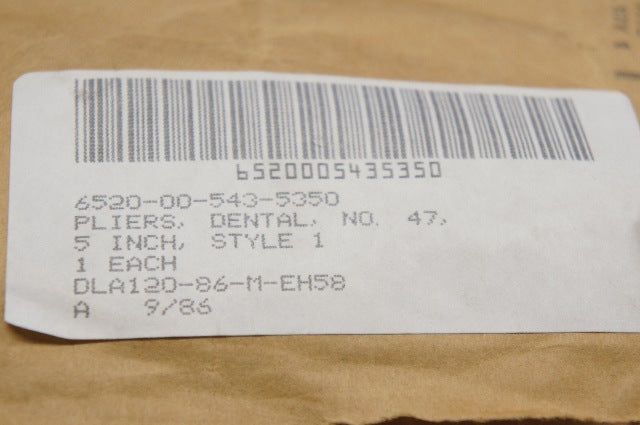 6520005435350
6520-00-543-5350
PLIERS, DENTAL, NO. 47,
5 INCH, STYLE 1
1 EACH
DLA120-86-M-EH58
A 9/86